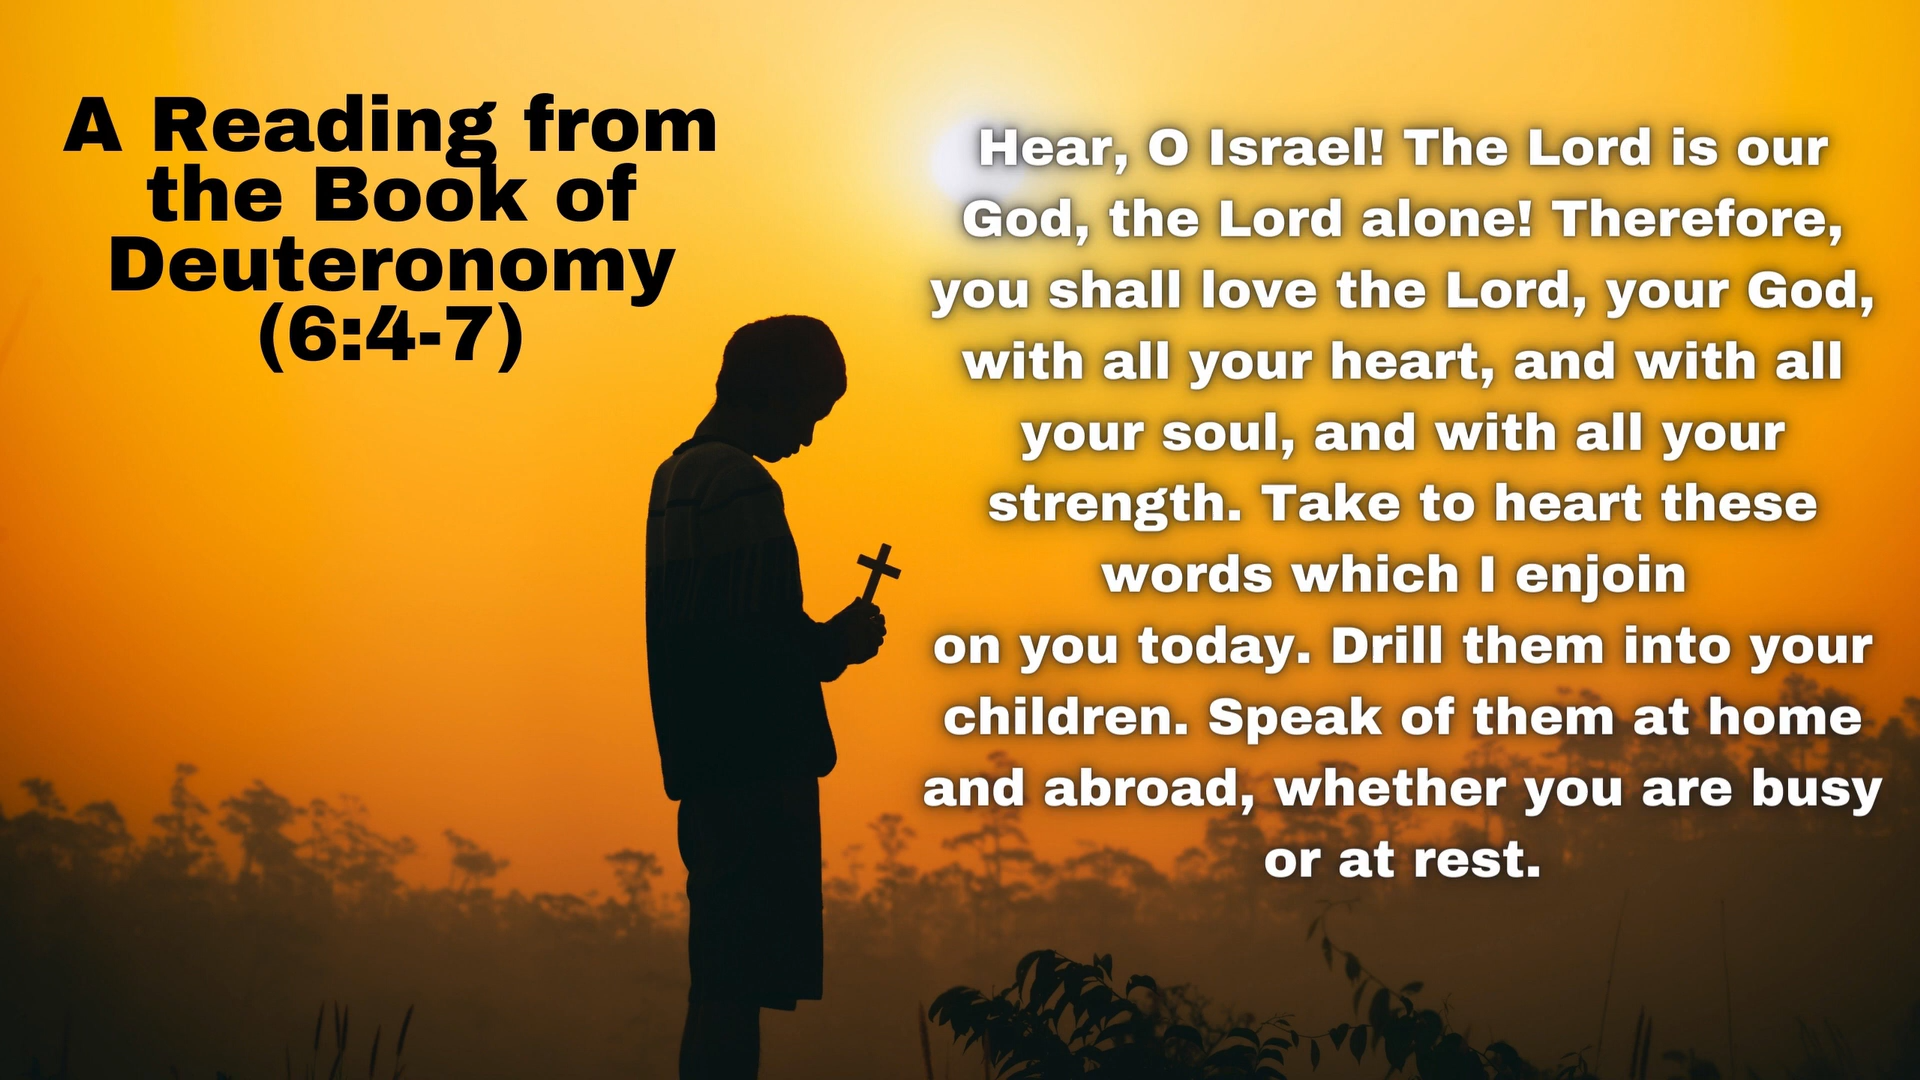 A Reading from
the Book of
Deuteronomy
(6:4-7)
Hear, O Israel! The Lord is our
God, the Lord alone! Therefore,
you shall love the Lord, your God,
with all your heart, and with all
your soul, and with all your
strength. Take to heart these
words which I enjoin
on you today. Drill them into your
children. Speak of them at home
and abroad, whether you are busy
or at rest.